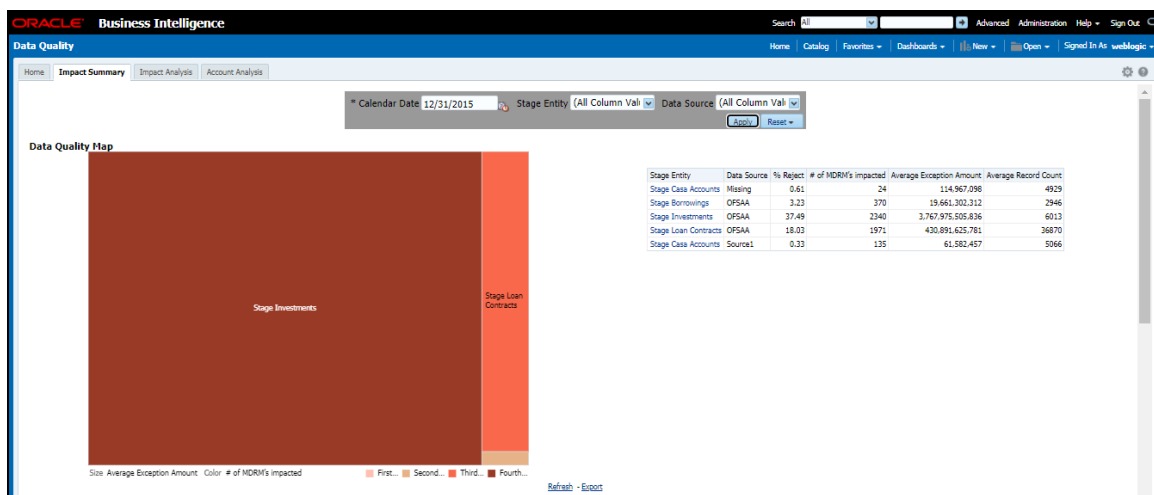 ORACLE Business Intelligence Search All Advanced Administration Help Sign Out
Data Quality Home Catalog Favorites Dashboards New Open Signed In As weblogic
Home Impact Summary Impact Analysis Account Analysis
* Calendar Date 12/31/2015 Stage Entity (All Column Val Data Source (All Column Val
Apply Reset
Data Quality Map
Stage Entity Data Source % Reject # of MDRM's impacted Average Exception Amount Average Record Count
Stage Casa Accounts Missing 0.61 24 114,967,098 4929
Stage Borrowings OFSAA 3.23 370 19,661,302,312 2946
Stage Investments OFSAA 37.49 2340 3,767,975,505,836 6013
Stage Loan Contracts OFSAA 18.03 1971 430,891,625,781 36870
Stage Casa Accounts Source1 0.33 135 61,582,457 5066
Stage Investments
Stage Loan
Contracts
Size Average Exception Amount Color # of MDRM's impacted First... Second... Third... Fourth...
Refresh - Export